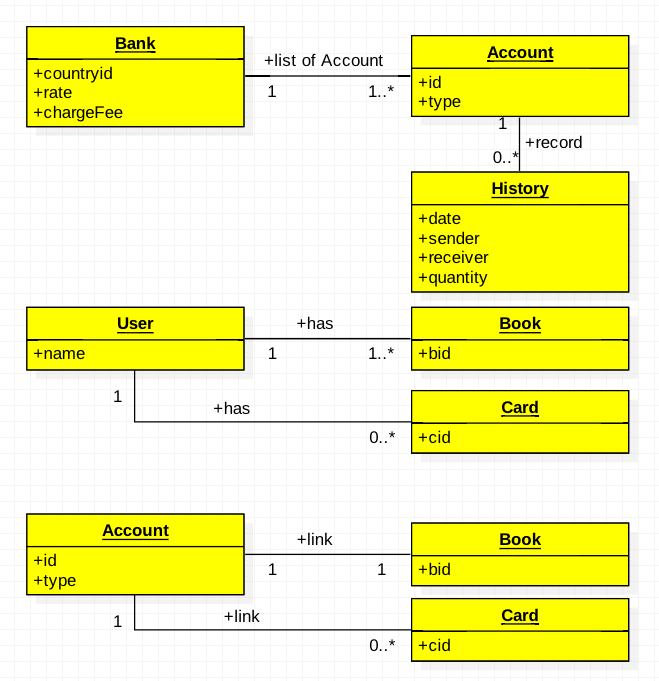 Bank
+countryid
+rate
+chargeFee
+list of Account
1
1..*
Account
+id
+type
1
+record
0..*
History
+date
+sender
+receiver
+quantity
User
+name
+has
1
1..*
Book
+bid
1
+has
0..*
Card
+cid
Account
+id
+type
+link
1
1
Book
+bid
1
+link
0..*
Card
+cid